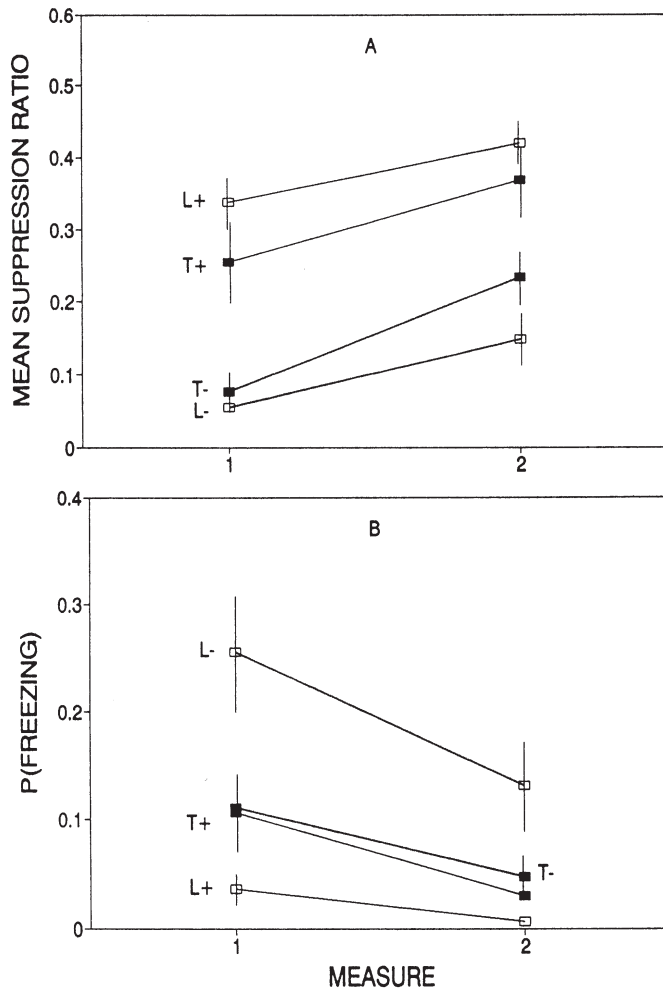 A
MEAN SUPPRESSION RATIO
0.6
0.5
0.4
0.3
0.2
0.1
0
L+
T+
T-
L-
1
2
B
P(FREEZING)
0.4
0.3
0.2
0.1
0
L-
T+
L+
T-
1
2
MEASURE